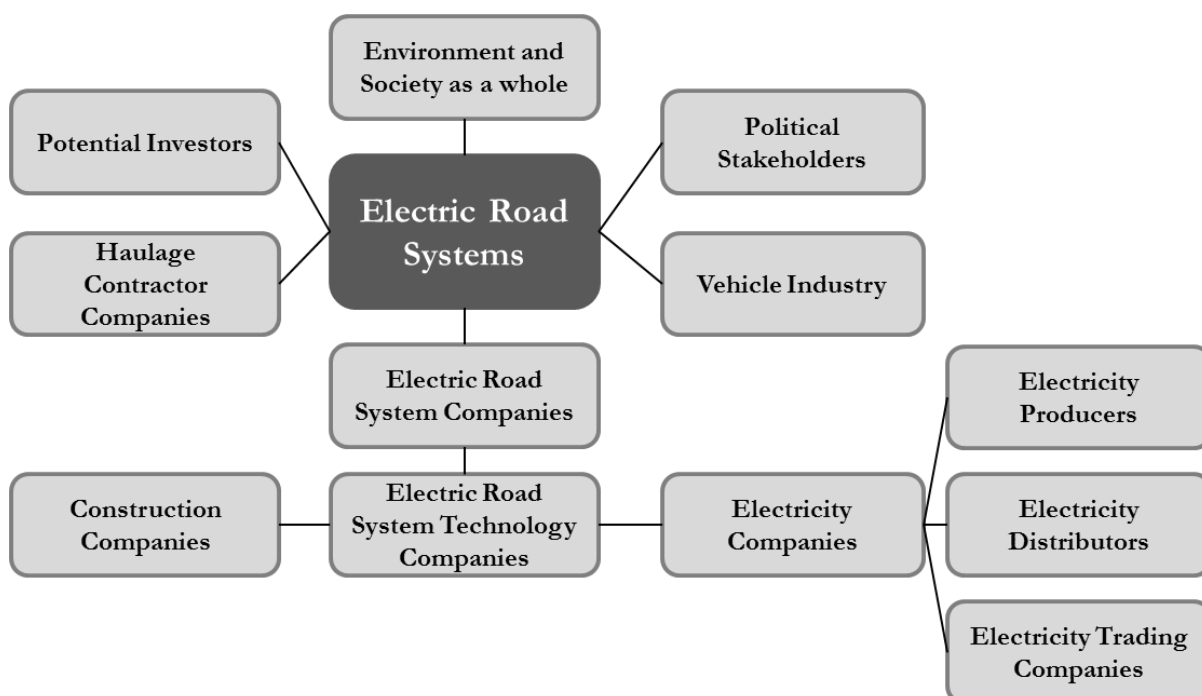 Environment and
Society as a whole
Potential Investors
Political
Stakeholders
Electric Road
Systems
Haulage
Contractor
Companies
Vehicle Industry
Electric Road
System Companies
Electricity
Producers
Construction
Companies
Electric Road
System Technology
Companies
Electricity
Companies
Electricity
Distributors
Electricity Trading
Companies